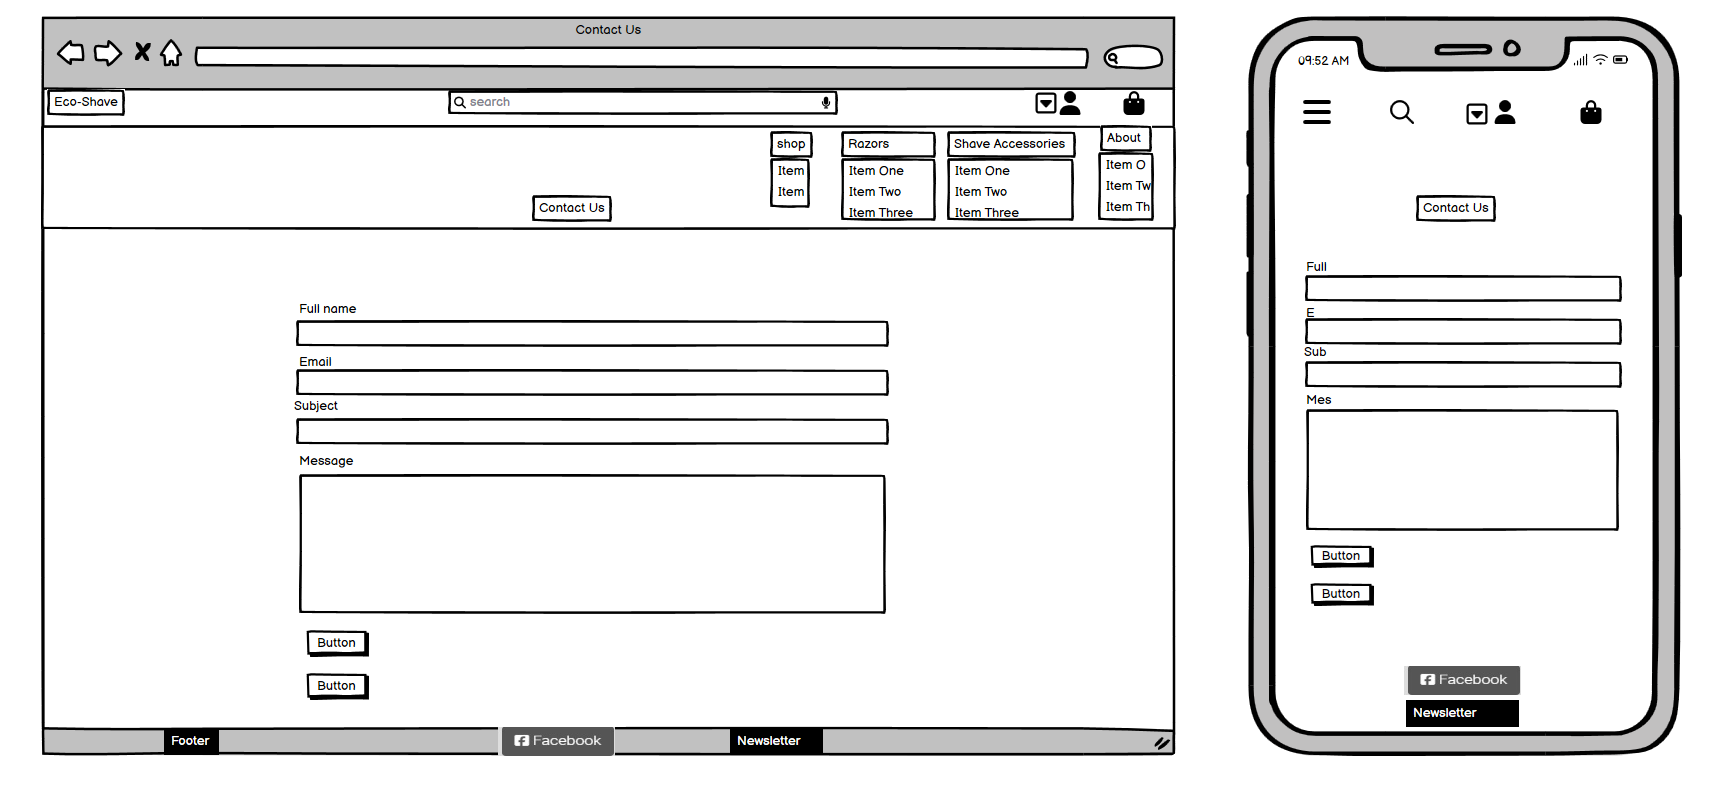 Contact Us
Eco-Shave
search
shop
Razors
Shave Accessories
About
Item
Item
Item One
Item Two
Item Three
Item One
Item Two
Item Three
Item O
Item Tw
Item Th
Contact Us
Full name
Email
Subject
Message
Button
Button
Footer
Facebook
Newsletter
09:52 AM
Contact Us
Full
E
Sub
Mes
Button
Button
Facebook
Newsletter